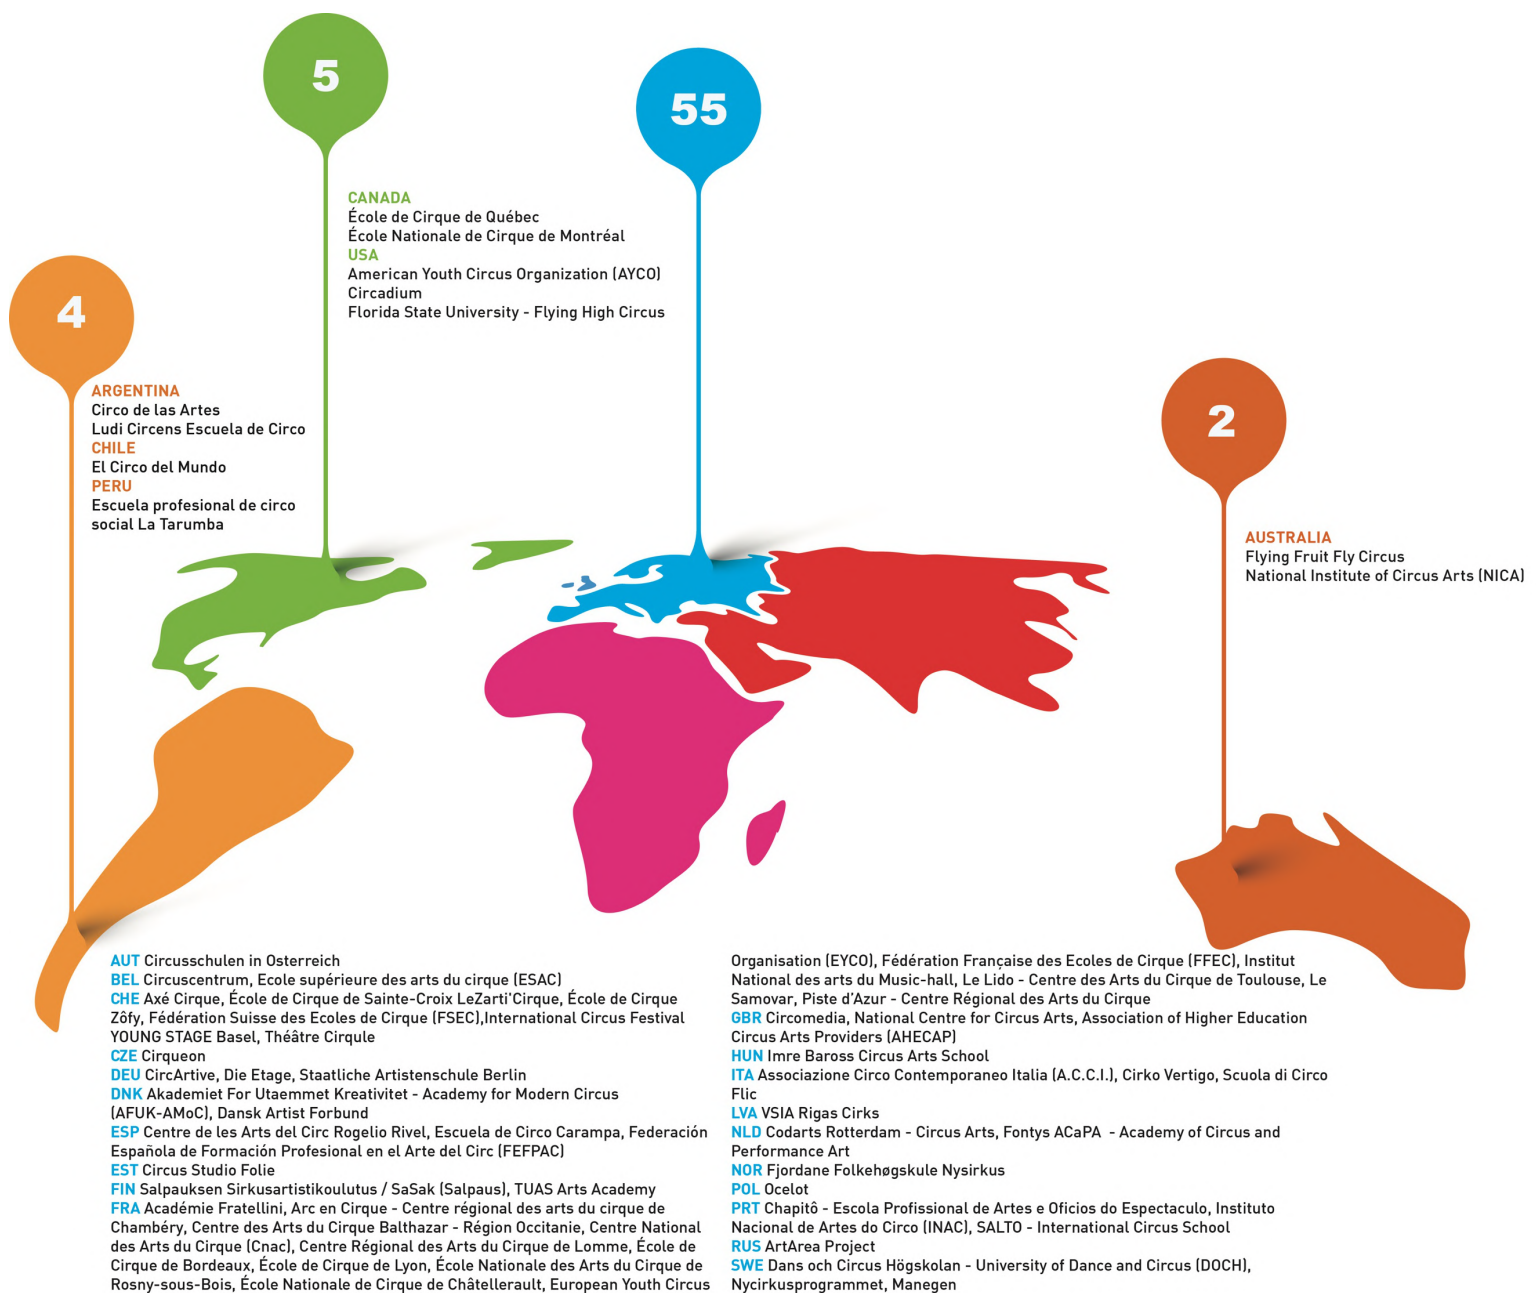 5
55
CANADA
École de Cirque de Québec
École Nationale de Cirque de Montréal
USA
American Youth Circus Organization (AYCO)
Circadium
Florida State University - Flying High Circus
4
ARGENTINA
Circo de las Artes
Ludi Circens Escuela de Circo
CHILE
El Circo del Mundo
PERU
Escuela profesional de circo
social La Tarumba
2
AUSTRALIA
Flying Fruit Fly Circus
National Institute of Circus Arts (NICA)
AUT Circusschulen in Osterreich
BEL Circuscentrum, Ecole supérieure des arts du cirque (ESAC)
CHE Axé Cirque, École de Cirque de Sainte-Croix LeZarti'Cirque, École de Cirque
Zôfy, Fédération Suisse des Ecoles de Cirque (FSEC),International Circus Festival
YOUNG STAGE Basel, Théâtre Cirqule
CZE Cirqueon
DEU CircArtive, Die Etage, Staatliche Artistenschule Berlin
DNK Akademiet For Utaemmet Kreativitet - Academy for Modern Circus
(AFUK-AMoC), Dansk Artist Forbund
ESP Centre de les Arts del Circ Rogelio Rivel, Escuela de Circo Carampa, Federación
Española de Formación Profesional en el Arte del Circ (FEFPAC)
EST Circus Studio Folie
FIN Salpauksen Sirkusartistikoulutus / SaSak (Salpaus), TUAS Arts Academy
FRA Académie Fratellini, Arc en Cirque - Centre régional des arts du cirque de
Chambéry, Centre des Arts du Cirque Balthazar - Région Occitanie, Centre National
des Arts du Cirque (Cnac), Centre Régional des Arts du Cirque de Lomme, École de
Cirque de Bordeaux, École de Cirque de Lyon, École Nationale des Arts du Cirque de
Rosny-sous-Bois, École Nationale de Cirque de Châtellerault, European Youth Circus
Organisation (EYCO), Fédération Française des Ecoles de Cirque (FFEC), Institut
National des arts du Music-hall, Le Lido - Centre des Arts du Cirque de Toulouse, Le
Samovar, Piste d'Azur - Centre Régional des Arts du Cirque
GBR Circomedia, National Centre for Circus Arts, Association of Higher Education
Circus Arts Providers (AHECAP)
HUN Imre Baross Circus Arts School
ITA Associazione Circo Contemporaneo Italia (A.C.C.I.), Cirko Vertigo, Scuola di Circo
Flic
LVA VSIA Rigas Cirks
NLD Codarts Rotterdam - Circus Arts, Fontys ACaPA - Academy of Circus and
Performance Art
NOR Fjordane Folkehøgskule Nysirkus
POL Ocelot
PRT Chapitô - Escola Profissional de Artes e Oficios do Espectaculo, Instituto
Nacional de Artes do Circo (INAC), SALTO - International Circus School
RUS ArtArea Project
SWE Dans och Circus Högskolan - University of Dance and Circus (DOCH),
Nycirkusprogrammet, Manegen